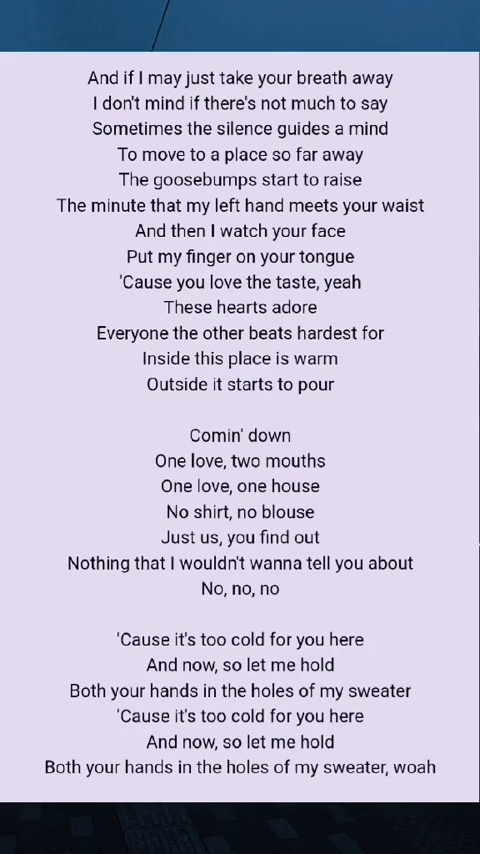 And if I may just take your breath away
I don't mind if there's not much to say
Sometimes the silence guides a mind
To move to a place so far away
The goosebumps start to raise
The minute that my left hand meets your waist
And then I watch your face
Put my finger on your tongue
'Cause you love the taste, yeah
These hearts adore
Everyone the other beats hardest for
Inside this place is warm
Outside it starts to pour

Comin' down
One love, two mouths
One love, one house
No shirt, no blouse
Just us, you find out
Nothing that I wouldn't wanna tell you about
No, no, no

'Cause it's too cold for you here
And now, so let me hold
Both your hands in the holes of my sweater
'Cause it's too cold for you here
And now, so let me hold
Both your hands in the holes of my sweater, woah